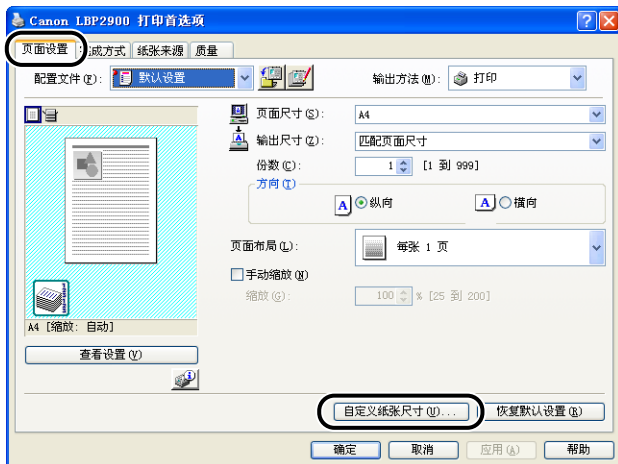 Canon LBP2900 打印首选项
页面设置 成方式 纸张来源 质量
配置文件(F): 默认设置 输出方法(M): 打印
页面尺寸(S): A4
输出尺寸(Z): 匹配页面尺寸
份数(C): 1 [1 到 999]
方向(T)
A 纵向 A 横向
页面布局(L): 每张 1 页
手动缩放(N)
缩放(G): 100 % [25 到 200]
A4 [缩放: 自动]
查看设置(V)
自定义纸张尺寸(U)... 恢复默认设置(R)
确定 取消 应用(A) 帮助